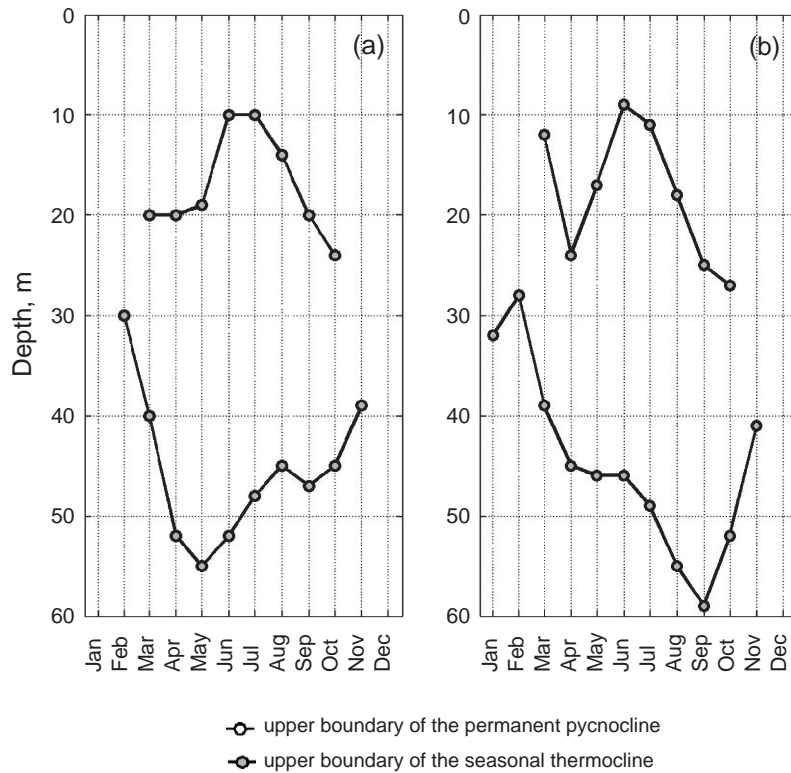 0
10
20
30
40
50
60
Depth, m
(a)
Jan
Feb
Mar
Apr
May
Jun
Jul
Aug
Sep
Oct
Nov
Dec
0
10
20
30
40
50
60
(b)
Jan
Feb
Mar
Apr
May
Jun
Jul
Aug
Sep
Oct
Nov
Dec
upper boundary of the permanent pycnocline
upper boundary of the seasonal thermocline